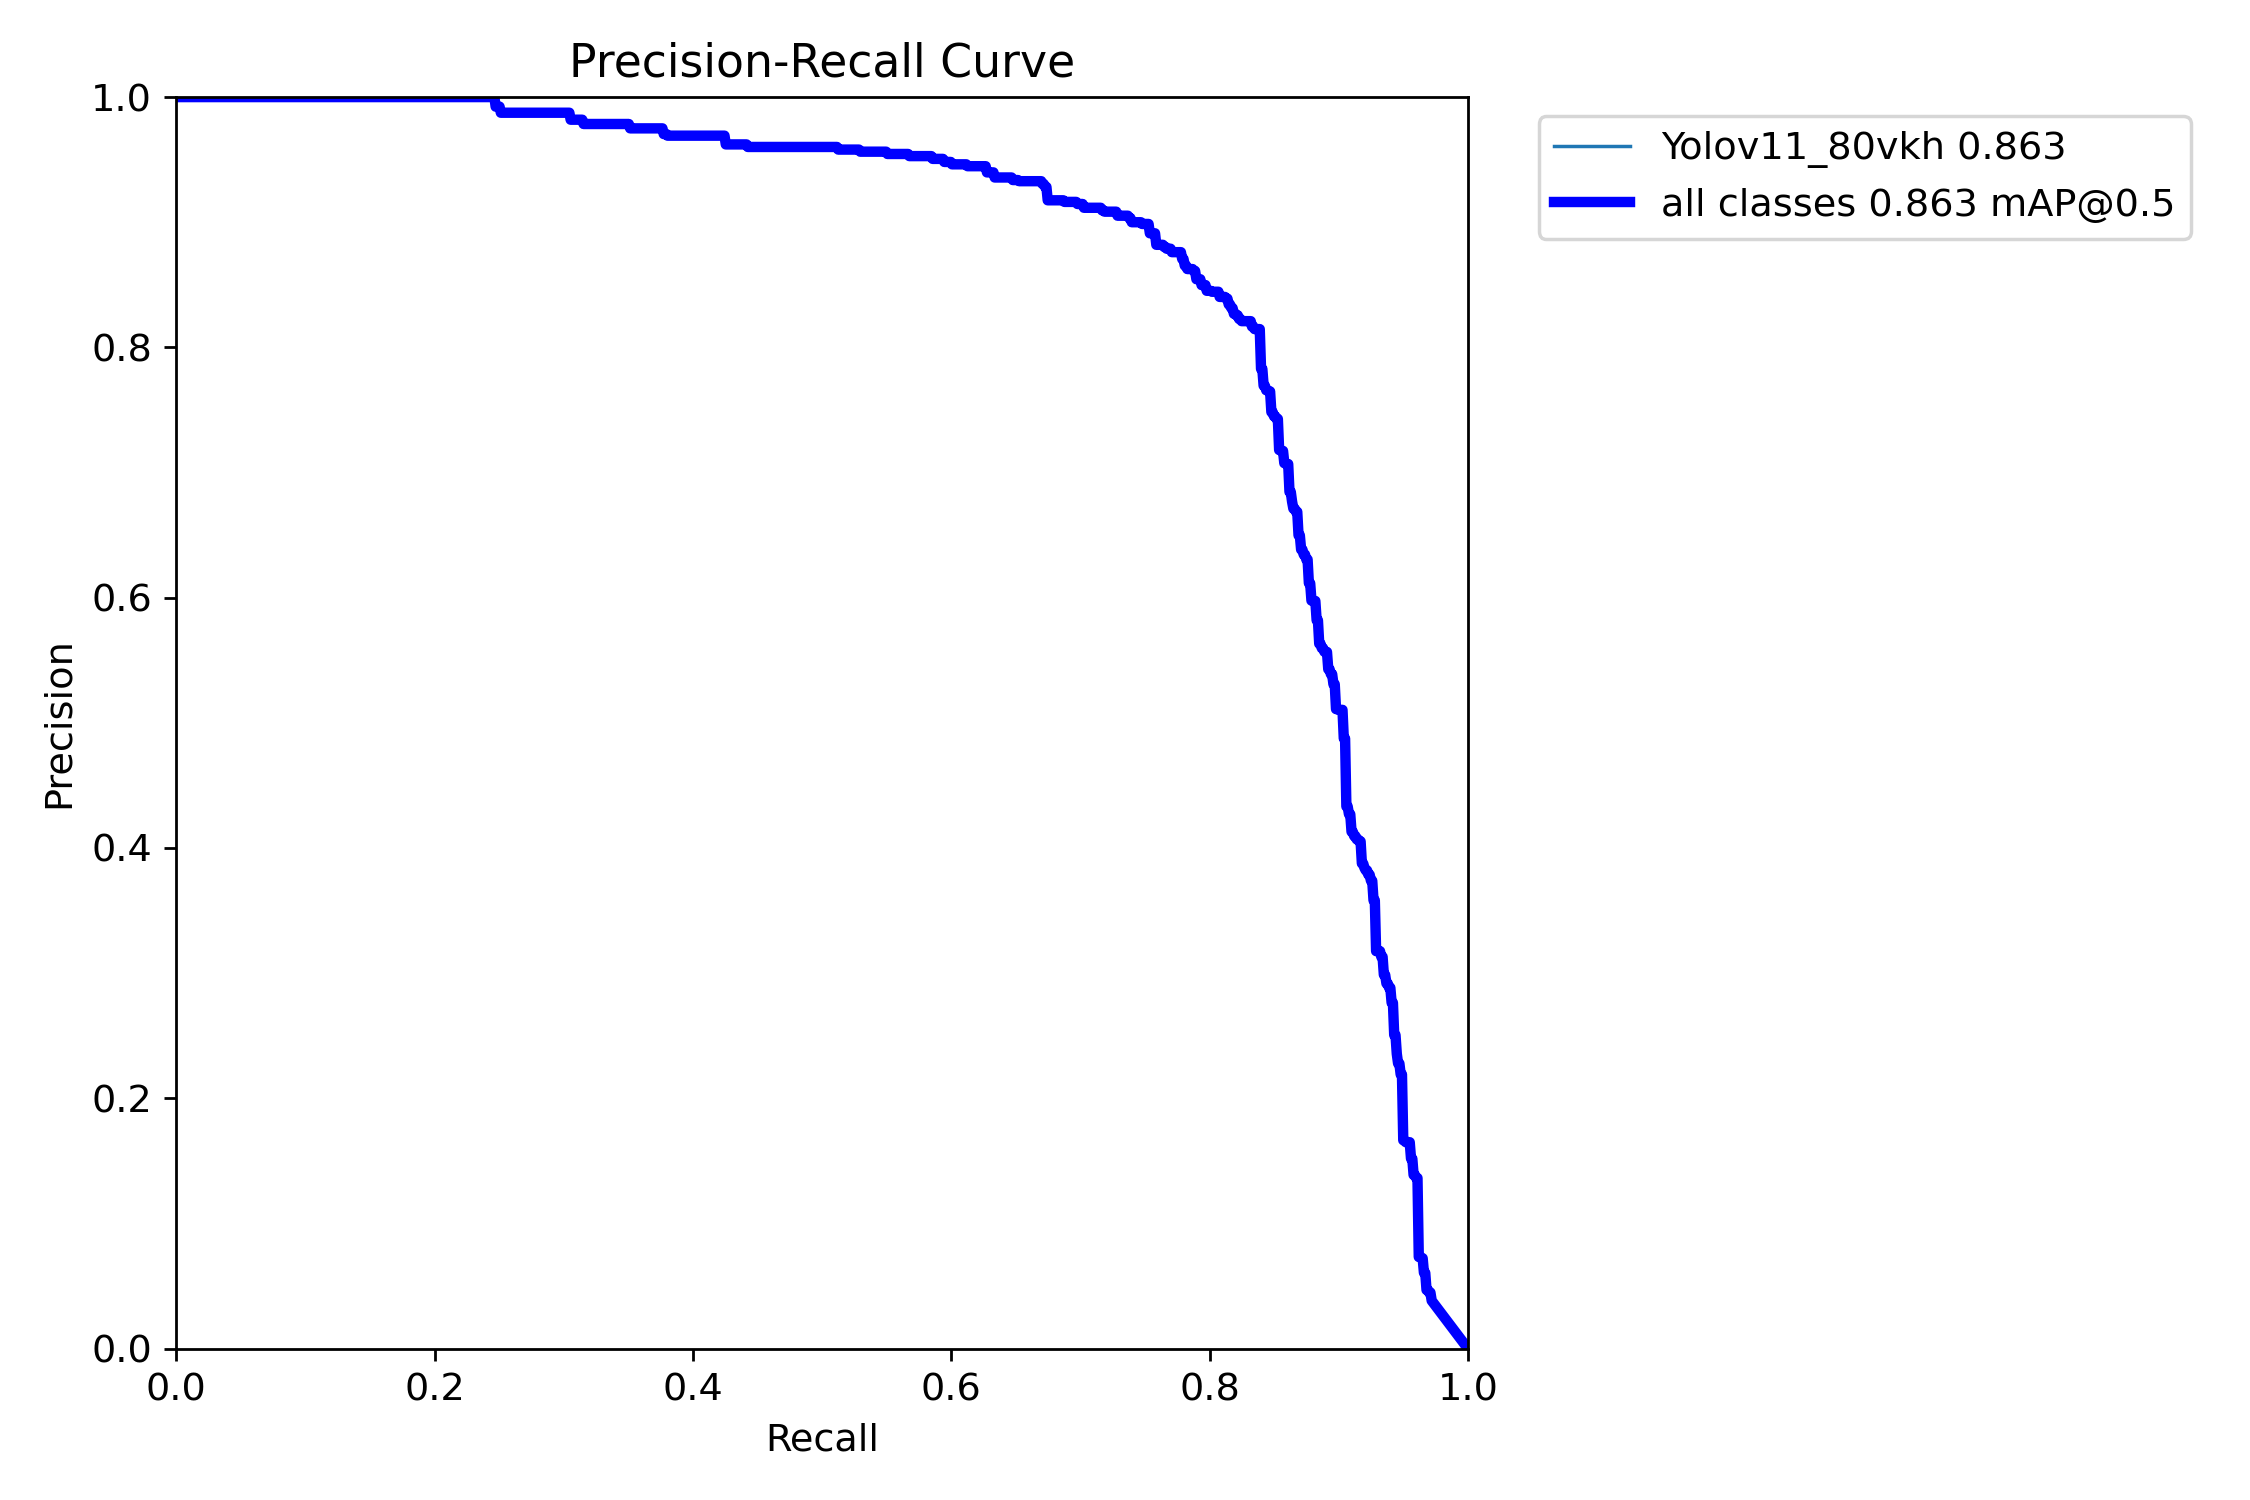 Precision-Recall Curve
1.0
0.8
0.6
0.4
0.2
0.0
Precision
0.0 0.2 0.4 0.6 0.8 1.0
Recall
Yolov11_80vkh 0.863
all classes 0.863 mAP@0.5